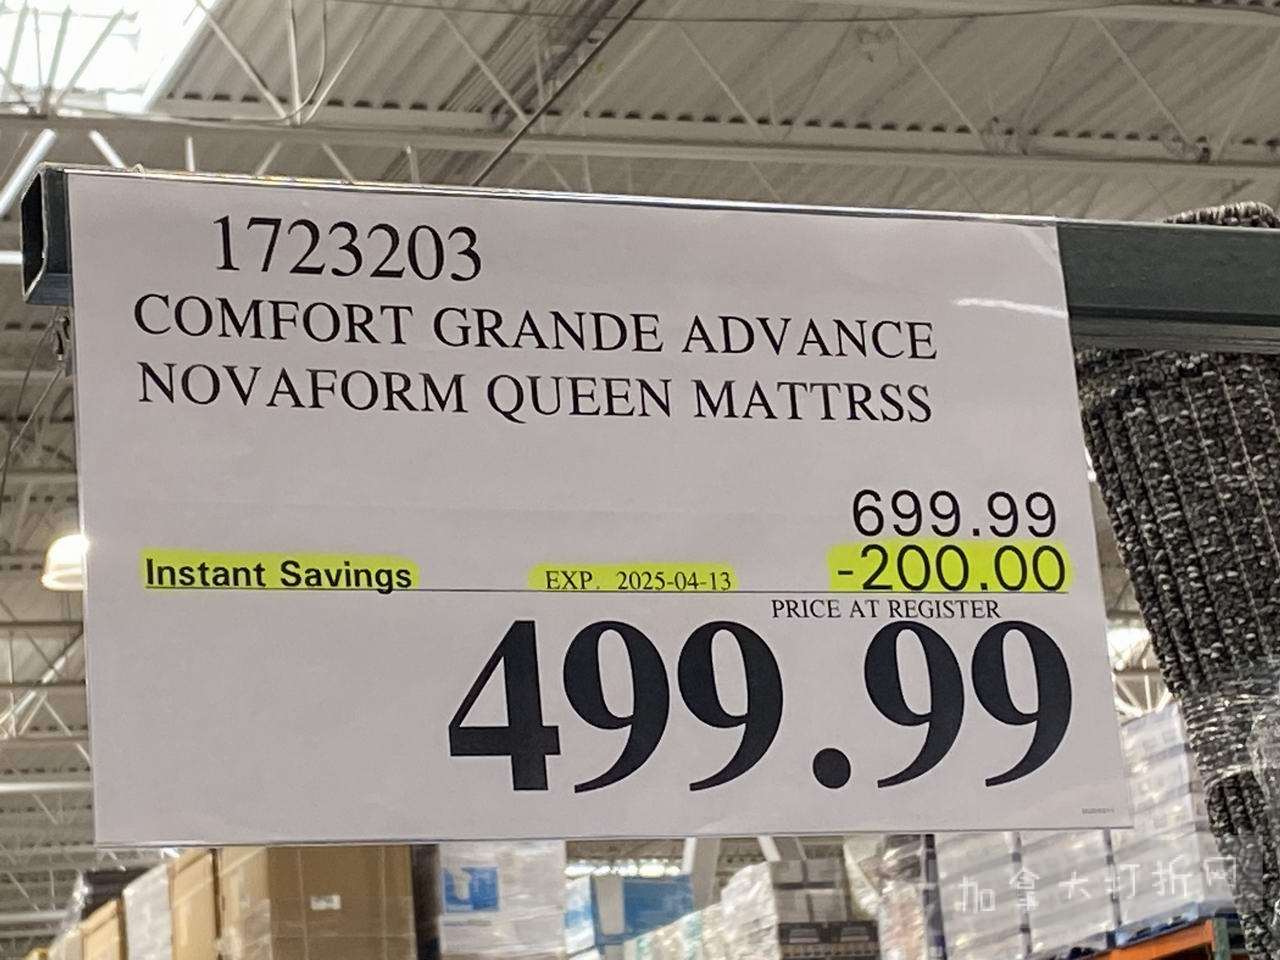 1723203
COMFORT GRANDE ADVANCE
NOVAFORM QUEEN MATTRSS
699.99
Instant Savings EXP. 2025-04-13 -200.00
PRICE AT REGISTER
499.99
加拿大打折网